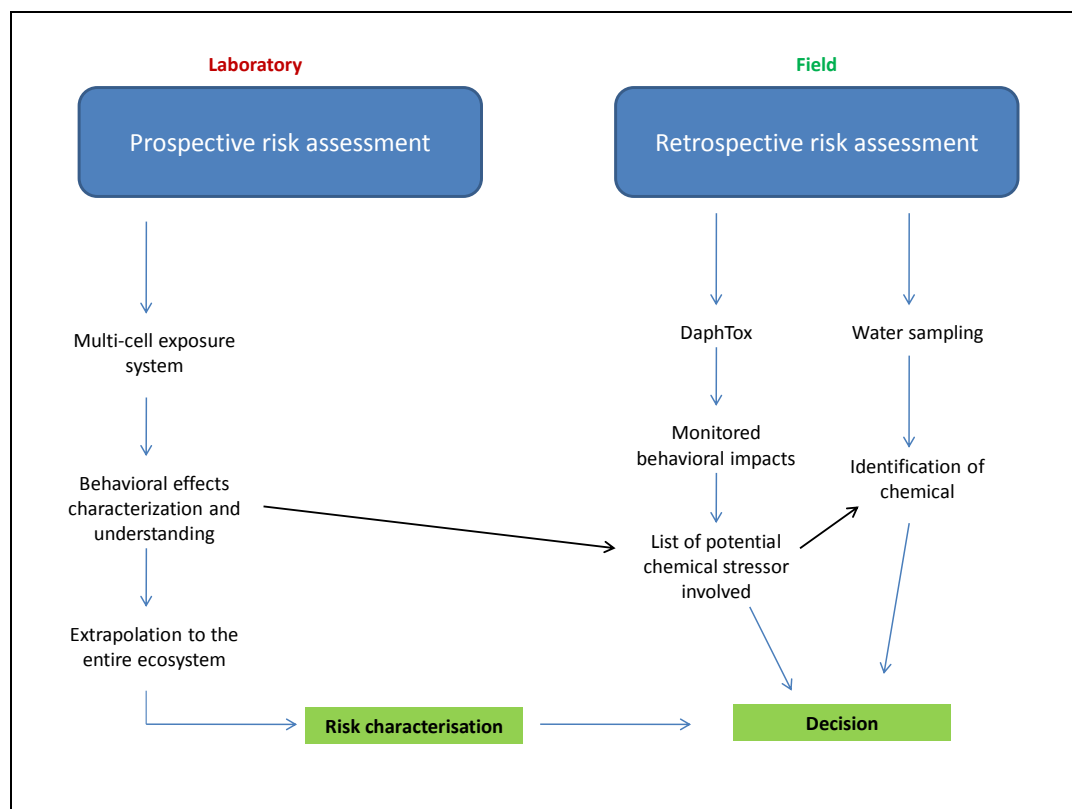 Laboratory
Field
Prospective risk assessment
Retrospective risk assessment
Multi-cell exposure
system
DaphTox
Water sampling
Monitored
behavioral impacts
Identification of
chemical
Behavioral effects
characterization and
understanding
List of potential
chemical stressor
involved
Extrapolation to the
entire ecosystem
Risk characterisation
Decision